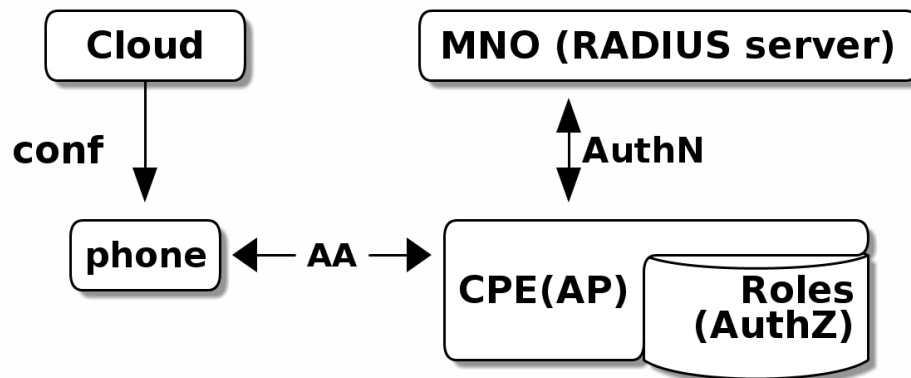 Cloud
MNO (RADIUS server)
conf
AuthN
phone
AA
CPE(AP)
Roles
(AuthZ)